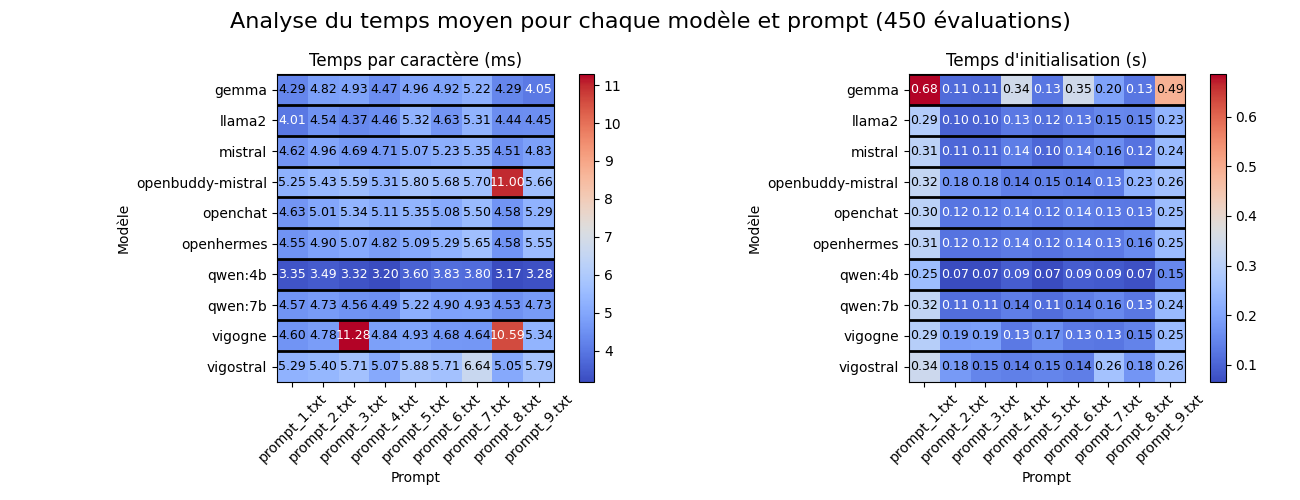 Analyse du temps moyen pour chaque modèle et prompt (450 évaluations)
Temps par caractère (ms)
gemma 4.29 4.82 4.93 4.47 4.96 4.92 5.22 4.29 4.05
llama2 4.01 4.54 4.37 4.46 5.32 4.63 5.31 4.44 4.45
mistral 4.62 4.96 4.69 4.71 5.07 5.23 5.35 4.51 4.83
openbuddy-mistral 5.25 5.43 5.59 5.31 5.80 5.68 5.70 11.00 5.66
openchat 4.63 5.01 5.34 5.11 5.35 5.08 5.50 4.58 5.29
openhermes 4.55 4.90 5.07 4.82 5.09 5.29 5.65 4.58 5.55
qwen:4b 3.35 3.49 3.32 3.20 3.60 3.83 3.80 3.17 3.28
qwen:7b 4.57 4.73 4.56 4.49 5.22 4.90 4.93 4.53 4.73
vigogne 4.60 4.78 11.28 4.84 4.93 4.68 4.64 10.59 5.34
vigostral 5.29 5.40 5.71 5.07 5.88 5.71 6.64 5.05 5.79
Modèle
prompt_1.txt prompt_2.txt prompt_3.txt prompt_4.txt prompt_5.txt prompt_6.txt prompt_7.txt prompt_8.txt prompt_9.txt
Prompt
11
10
9
8
7
6
5
4
Temps d'initialisation (s)
gemma 0.68 0.11 0.11 0.34 0.13 0.35 0.20 0.13 0.49
llama2 0.29 0.10 0.10 0.13 0.12 0.13 0.15 0.15 0.23
mistral 0.31 0.11 0.11 0.14 0.10 0.14 0.16 0.12 0.24
openbuddy-mistral 0.32 0.18 0.18 0.14 0.15 0.14 0.13 0.23 0.26
openchat 0.30 0.12 0.12 0.14 0.12 0.14 0.13 0.13 0.25
openhermes 0.31 0.12 0.12 0.14 0.12 0.14 0.13 0.16 0.25
qwen:4b 0.25 0.07 0.07 0.09 0.07 0.09 0.09 0.07 0.15
qwen:7b 0.32 0.11 0.11 0.14 0.11 0.14 0.16 0.13 0.24
vigogne 0.29 0.19 0.19 0.13 0.17 0.13 0.13 0.15 0.25
vigostral 0.34 0.18 0.15 0.14 0.15 0.14 0.26 0.18 0.26
Modèle
prompt_1.txt prompt_2.txt prompt_3.txt prompt_4.txt prompt_5.txt prompt_6.txt prompt_7.txt prompt_8.txt prompt_9.txt
Prompt
0.6
0.5
0.4
0.3
0.2
0.1